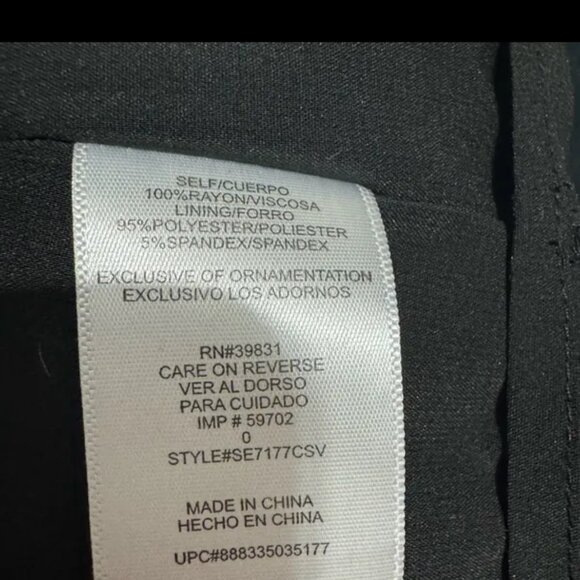 SELF/CUERPO
100%RAYON/VISCOSA
LINING/FORRO
95%POLYESTER/POLIESTER
5%SPANDEX/SPANDEX
EXCLUSIVE OF ORNAMENTATION
EXCLUSIVO LOS ADORNOS
RN#39831
CARE ON REVERSE
VER AL DORSO
PARA CUIDADO
IMP # 59702
0
STYLE#SE7177CSV
MADE IN CHINA
HECHO EN CHINA
UPC#888335035177